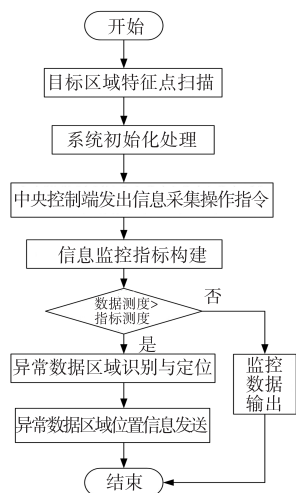 开始
目标区域特征点扫描
系统初始化处理
中央控制端发出信息采集操作指令
信息监控指标构建
数据测度>
指标测度
否
是
异常数据区域识别与定位
监控
数据
输出
异常数据区域位置信息发送
结束